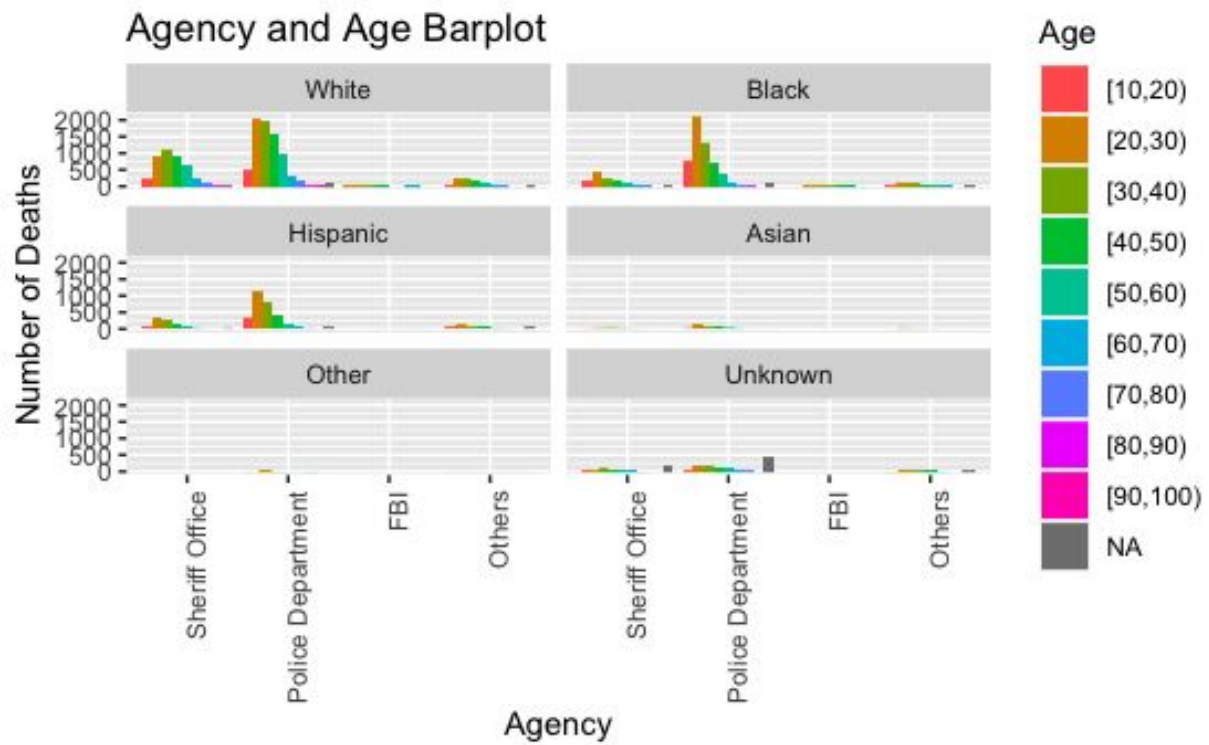 Agency and Age Barplot
Number of Deaths
White
Black
2000
1500
1000
500
0
Hispanic
Asian
2000
1500
1000
500
0
Other
Unknown
2000
1500
1000
500
0
Sheriff Office
Police Department
FBI
Others
Sheriff Office
Police Department
FBI
Others
Agency
Age
[10,20)
[20,30)
[30,40)
[40,50)
[50,60)
[60,70)
[70,80)
[80,90)
[90,100)
NA